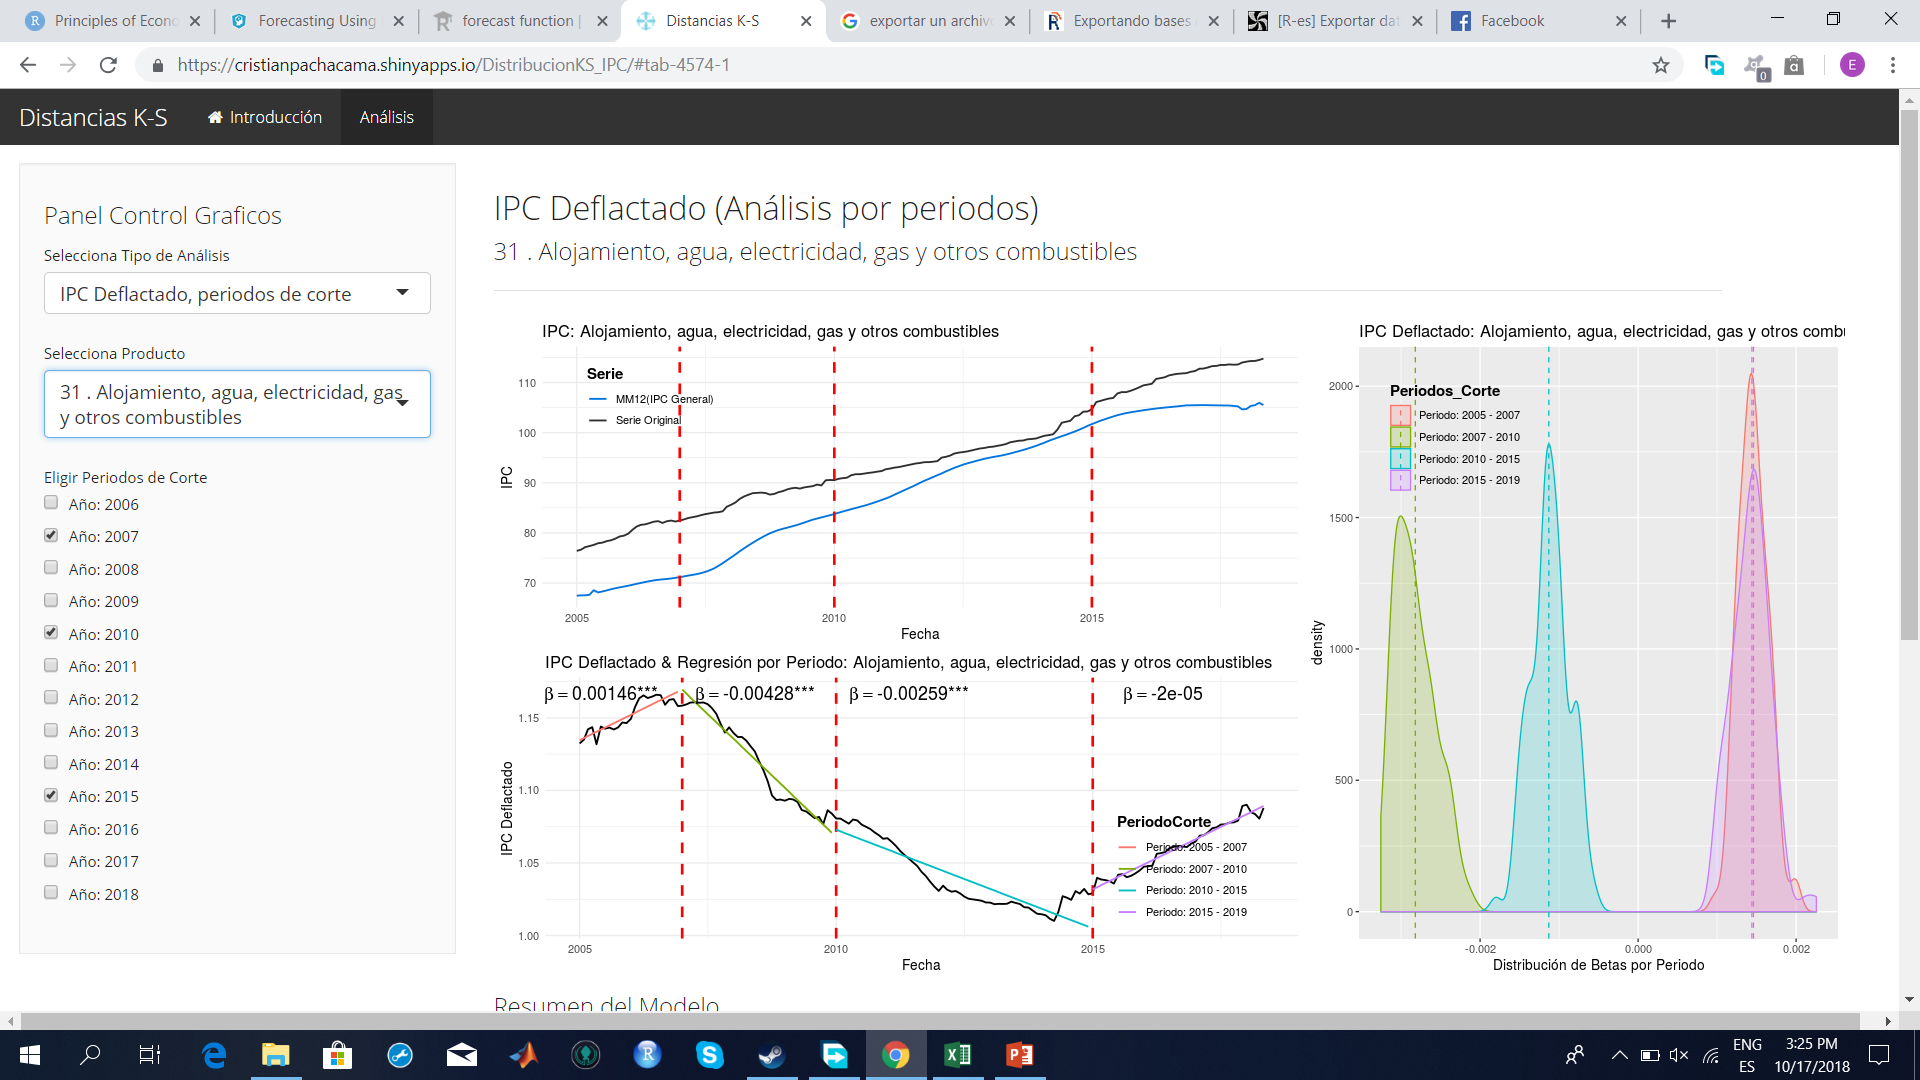 Principles of Econo
Forecasting Using
forecast function |
Distancias K-S
exportar un archivo
Exportando bases
[R-es] Exportar dat
Facebook
https://cristianpachacama.shinyapps.io/DistribucionKS_IPC/#tab-4574-1
0
a
E
Distancias K-S
Introducción
Análisis
Panel Control Graficos
Selecciona Tipo de Análisis
IPC Deflactado, periodos de corte
Selecciona Producto
31 . Alojamiento, agua, electricidad, gas
y otros combustibles
Eligir Periodos de Corte
Año: 2006
Año: 2007
Año: 2008
Año: 2009
Año: 2010
Año: 2011
Año: 2012
Año: 2013
Año: 2014
Año: 2015
Año: 2016
Año: 2017
Año: 2018
IPC Deflactado (Análisis por periodos)
31 . Alojamiento, agua, electricidad, gas y otros combustibles
IPC: Alojamiento, agua, electricidad, gas y otros combustibles
Serie
MM12(IPC General)
Serie Original
110
100
90
80
70
IPC
2005
2010
2015
Fecha
IPC Deflactado & Regresión por Periodo: Alojamiento, agua, electricidad, gas y otros combustibles
β = 0.00146***
β = -0.00428***
β = -0.00259***
β = -2e-05
1.15
1.10
1.05
1.00
IPC Deflactado
PeriodoCorte
Periodo: 2005 - 2007
Periodo: 2007 - 2010
Periodo: 2010 - 2015
Periodo: 2015 - 2019
2005
2010
2015
Fecha
IPC Deflactado: Alojamiento, agua, electricidad, gas y otros combu
Periodos_Corte
Periodo: 2005 - 2007
Periodo: 2007 - 2010
Periodo: 2010 - 2015
Periodo: 2015 - 2019
2000
1500
1000
500
0
density
-0.002
0.000
0.002
Distribución de Betas por Periodo
Resumen del Modelo
ENG
ES
3:25 PM
10/17/2018